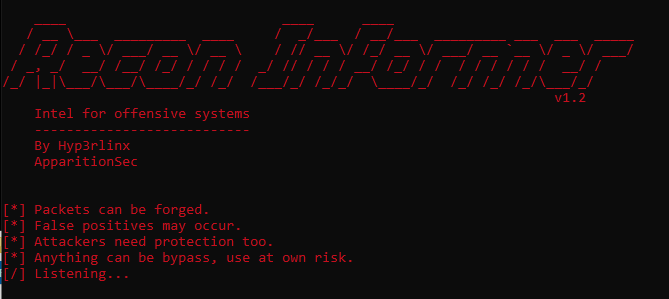 Recon Informer
v1.2
Intel for offensive systems
---------------------------
By Hyp3rlinx
ApparitionSec
[*] Packets can be forged.
[*] False positives may occur.
[*] Attackers need protection too.
[*] Anything can be bypass, use at own risk.
[/] Listening...